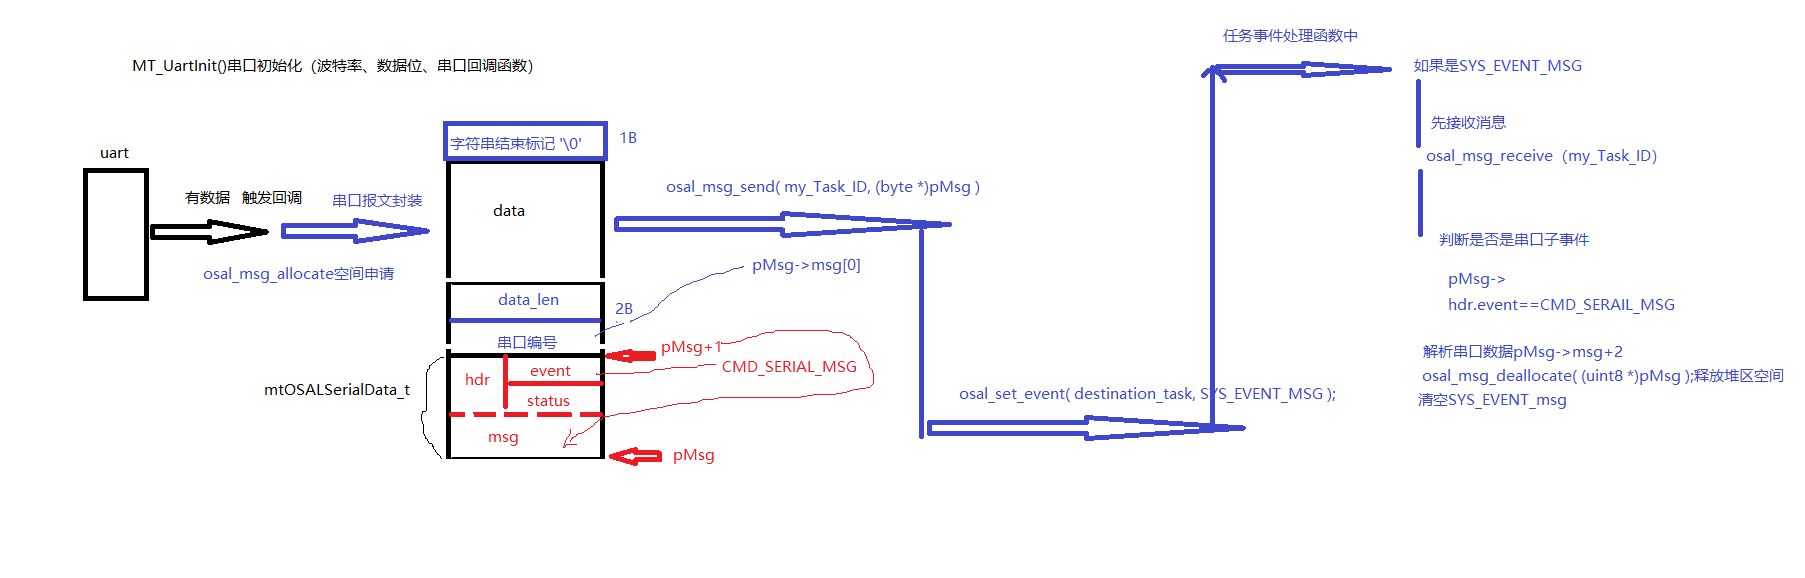 MT_UartInit()串口初始化（波特率、数据位、串口回调函数）
uart
有数据 触发回调
串口报文封装
osal_msg_allocate空间申请
字符串结束标记 '\0'
1B
data
data_len
2B
串口编号
mtOSALSerialData_t
hdr
event
status
msg
pMsg+1
CMD_SERIAL_MSG
pMsg
osal_msg_send( my_Task_ID, (byte *)pMsg )
pMsg->msg[0]
osal_set_event( destination_task, SYS_EVENT_MSG );
任务事件处理函数中
如果是SYS_EVENT_MSG
先接收消息
osal_msg_receive（my_Task_ID）
判断是否是串口子事件
pMsg->
hdr.event==CMD_SERAIL_MSG
解析串口数据pMsg->msg+2
osal_msg_deallocate( (uint8 *)pMsg );释放堆区空间
清空SYS_EVENT_msg